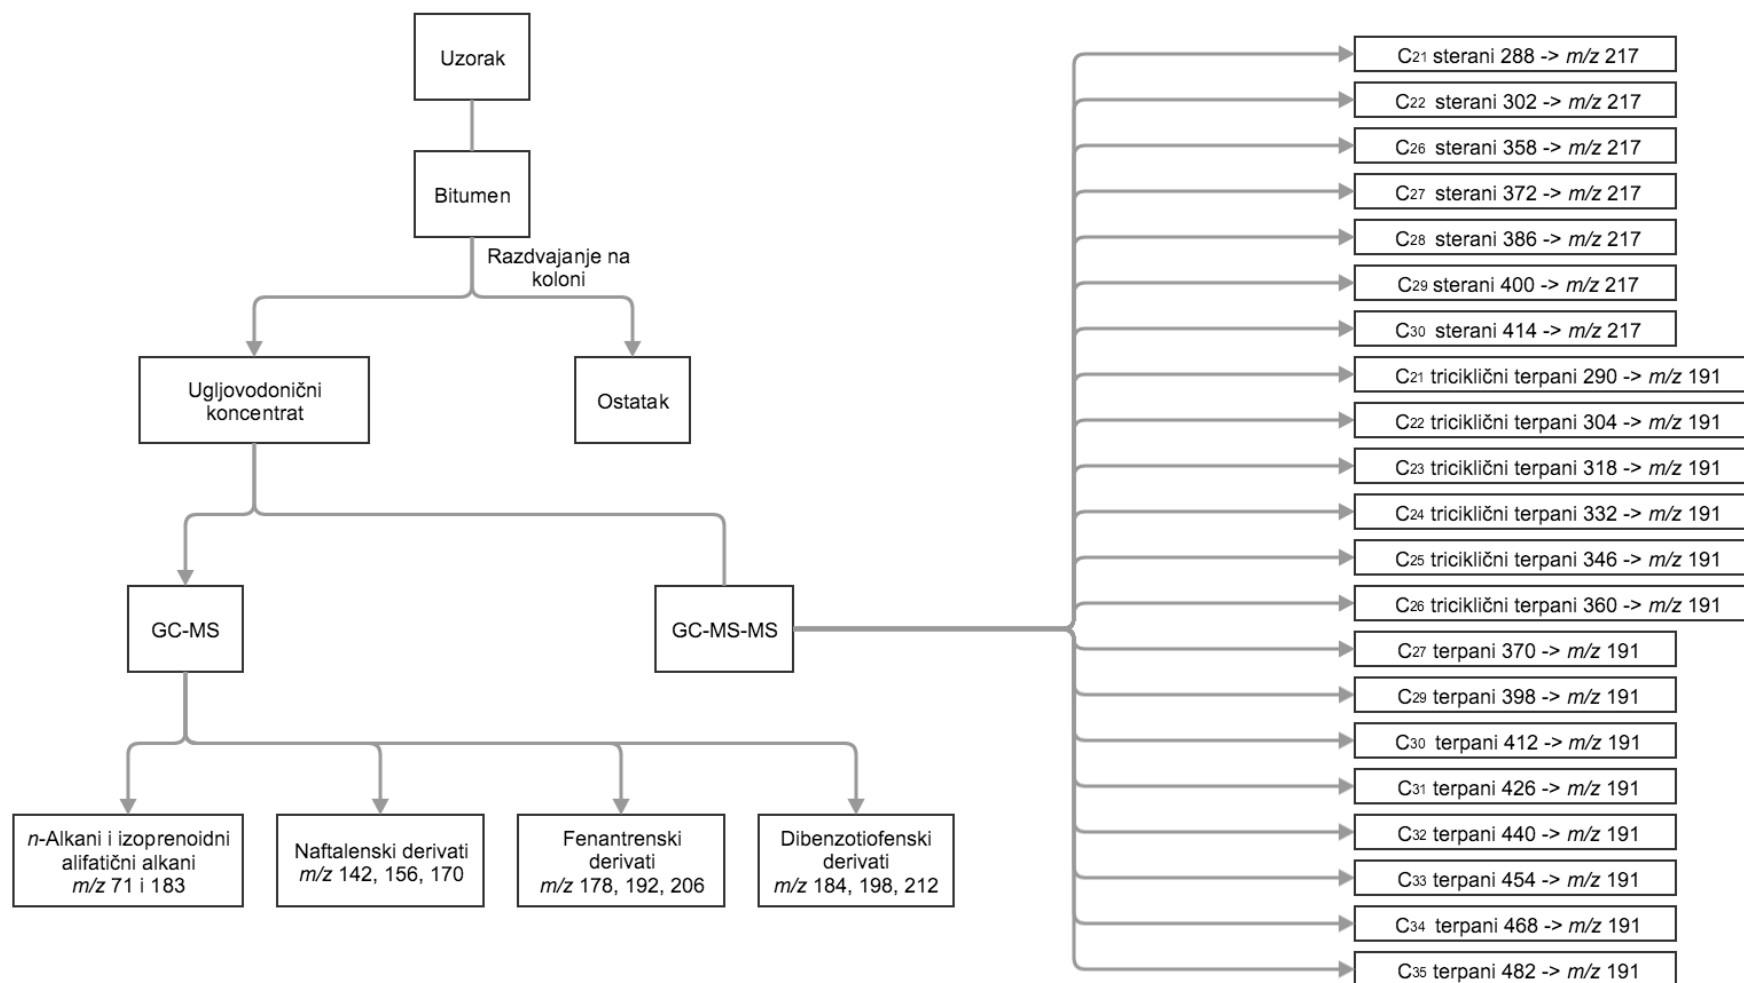 Uzorak
Bitumen
Razdvajanje na
koloni
Ugljovodonični
koncentrat
Ostatak
GC-MS
GC-MS-MS
n-Alkani i izoprenoidni
alifatični alkani
m/z 71 i 183
Naftalenski derivati
m/z 142, 156, 170
Fenantrenski
derivati
m/z 178, 192, 206
Dibenzotiofenski
derivati
m/z 184, 198, 212
C21 sterani 288 -> m/z 217
C22 sterani 302 -> m/z 217
C26 sterani 358 -> m/z 217
C27 sterani 372 -> m/z 217
C28 sterani 386 -> m/z 217
C29 sterani 400 -> m/z 217
C30 sterani 414 -> m/z 217
C21 triciklični terpani 290 -> m/z 191
C22 triciklični terpani 304 -> m/z 191
C23 triciklični terpani 318 -> m/z 191
C24 triciklični terpani 332 -> m/z 191
C25 triciklični terpani 346 -> m/z 191
C26 triciklični terpani 360 -> m/z 191
C27 terpani 370 -> m/z 191
C29 terpani 398 -> m/z 191
C30 terpani 412 -> m/z 191
C31 terpani 426 -> m/z 191
C32 terpani 440 -> m/z 191
C33 terpani 454 -> m/z 191
C34 terpani 468 -> m/z 191
C35 terpani 482 -> m/z 191